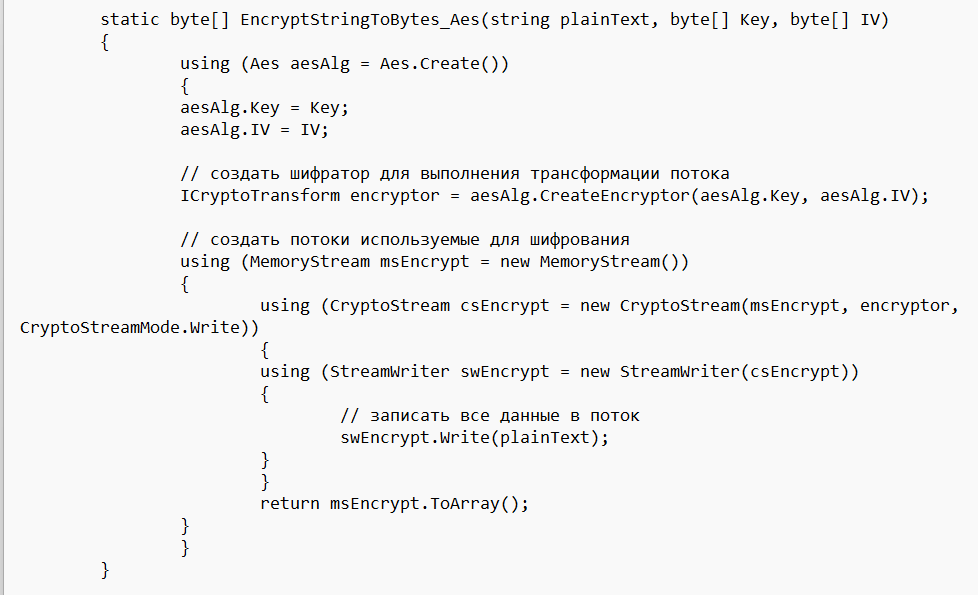 static byte[] EncryptStringToBytes_Aes(string plainText, byte[] Key, byte[] IV)
{
using (Aes aesAlg = Aes.Create())
{
aesAlg.Key = Key;
aesAlg.IV = IV;
// создать шифратор для выполнения трансформации потока
ICryptoTransform encryptor = aesAlg.CreateEncryptor(aesAlg.Key, aesAlg.IV);
// создать потоки используемые для шифрования
using (MemoryStream msEncrypt = new MemoryStream())
{
using (CryptoStream csEncrypt = new CryptoStream(msEncrypt, encryptor,
CryptoStreamMode.Write))
{
using (StreamWriter swEncrypt = new StreamWriter(csEncrypt))
{
// записать все данные в поток
swEncrypt.Write(plainText);
}
}
return msEncrypt.ToArray();
}
}
}